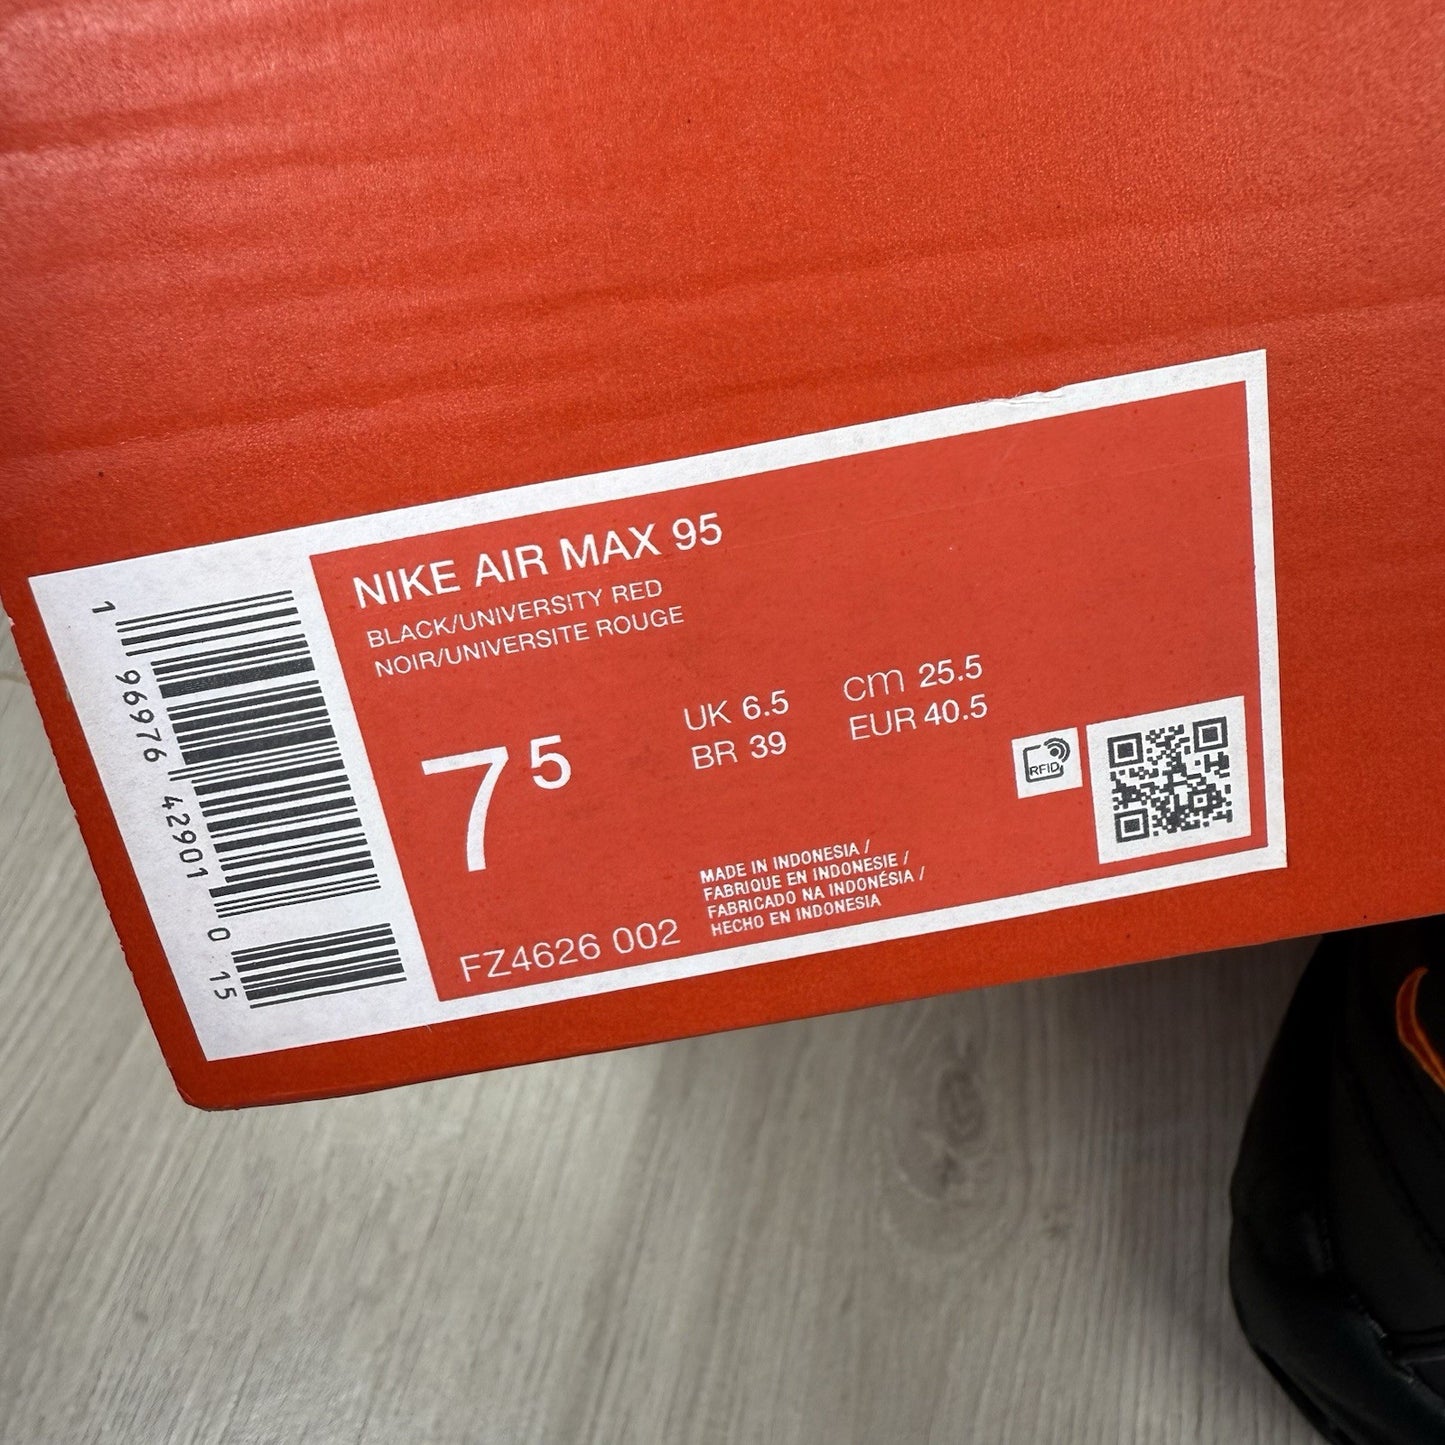 NIKE AIR MAX 95
BLACK/UNIVERSITY RED
NOIR/UNIVERSITE ROUGE
7 5
UK 6.5
BR 39
cm 25.5
EUR 40.5
RFID
MADE IN INDONESIA /
FABRIQUE EN INDONESIE /
FABRICADO NA INDONÉSIA /
HECHO EN INDONESIA
FZ4626 002
1 96976 42901 0 15